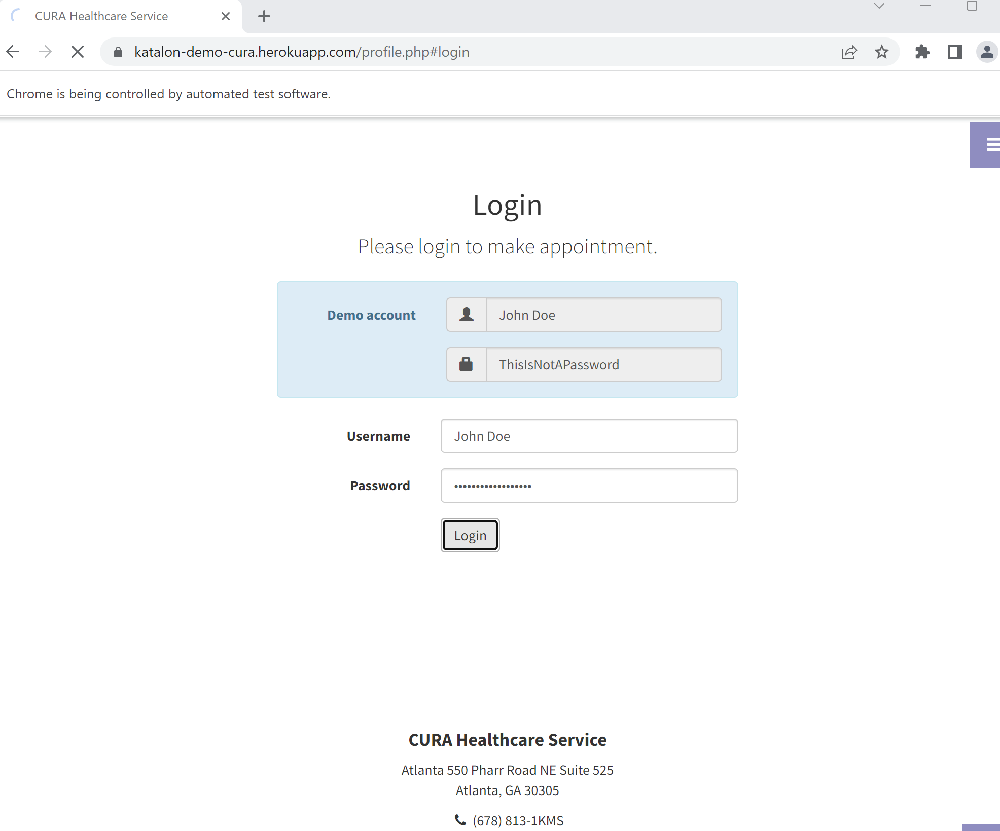 CURA Healthcare Service
katalon-demo-cura.herokuapp.com/profile.php#login
Chrome is being controlled by automated test software.
Login
Please login to make appointment.
Demo account John Doe
ThisIsNotAPassword
Username John Doe
Password ••••••••••••••••••
Login
CURA Healthcare Service
Atlanta 550 Pharr Road NE Suite 525
Atlanta, GA 30305
(678) 813-1KMS